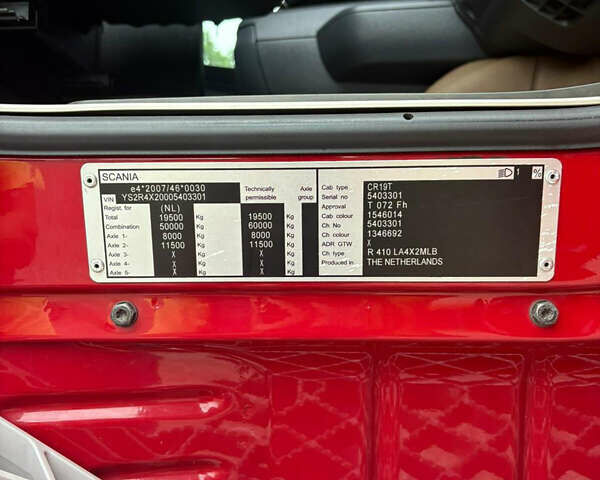 SCANIA
e4*2007/46*0030
VIN YS2R4X20005403301
Technically permissible
Axle group
Regist. for (NL)
Total 19500 Kg 19500 Kg
Combination 50000 Kg 60000 Kg
Axle 1- 8000 Kg 8000 Kg
Axle 2- 11500 Kg 11500 Kg
Axle 3- X Kg X Kg
Axle 4- X Kg X Kg
Axle 5- X Kg X Kg
1 %
Cab type CR19T
Serial no 5403301
Approval T 072 Fh
Cab colour 1546014
Ch No 5403301
Ch colour 1346692
ADR GTW X
Ch type R 410 LA4X2MLB
Produced in THE NETHERLANDS